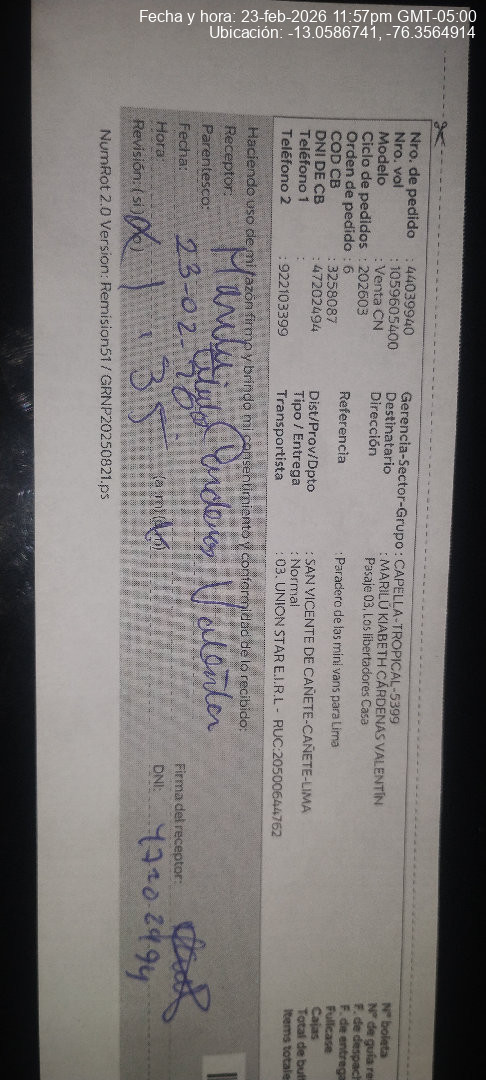 Fecha y hora: 23-feb-2026 11:57pm GMT-05:00
Ubicación: -13.0586741, -76.3564914
Nro. de pedido : 44039940
Nro. vol : 1059605400
Modelo : Venta CN
Ciclo de pedidos : 202603
Orden de pedido : 6
COD CB : 3258087
DNI DE CB : 47202494
Teléfono 1 :
Teléfono 2 : 922103399
Gerencia-Sector-Grupo : CAPELLA-TROPICAL-5399
Destinatario : MARILÚ KIABETH CÁRDENAS VALENTÍN
Dirección : Pasaje 03, Los libertadores Casa
Referencia : Paradero de las mini vans para Lima
Dist/Prov/Dpto : SAN VICENTE DE CAÑETE-CAÑETE-LIMA
Tipo / Entrega : Normal
Transportista : 03. UNION STAR E.I.R.L - RUC:20500644762
N° boleta
N° de guía re
F. de despach
F. de entrega
Fullcase
Cajas
Total de bul
Items totale
Haciendo uso de mi razón firmo y brindo mi consentimiento y conformidad de lo recibido:
Receptor: Cardenas Valentin
Parentesco:
Fecha: 23-02-
Hora: 1:35 (a.m)
Revisión: (si)
Firma del receptor:
DNI: 47202494
NumRot 2.0 Version: Remision51 / GRNP20250821.ps